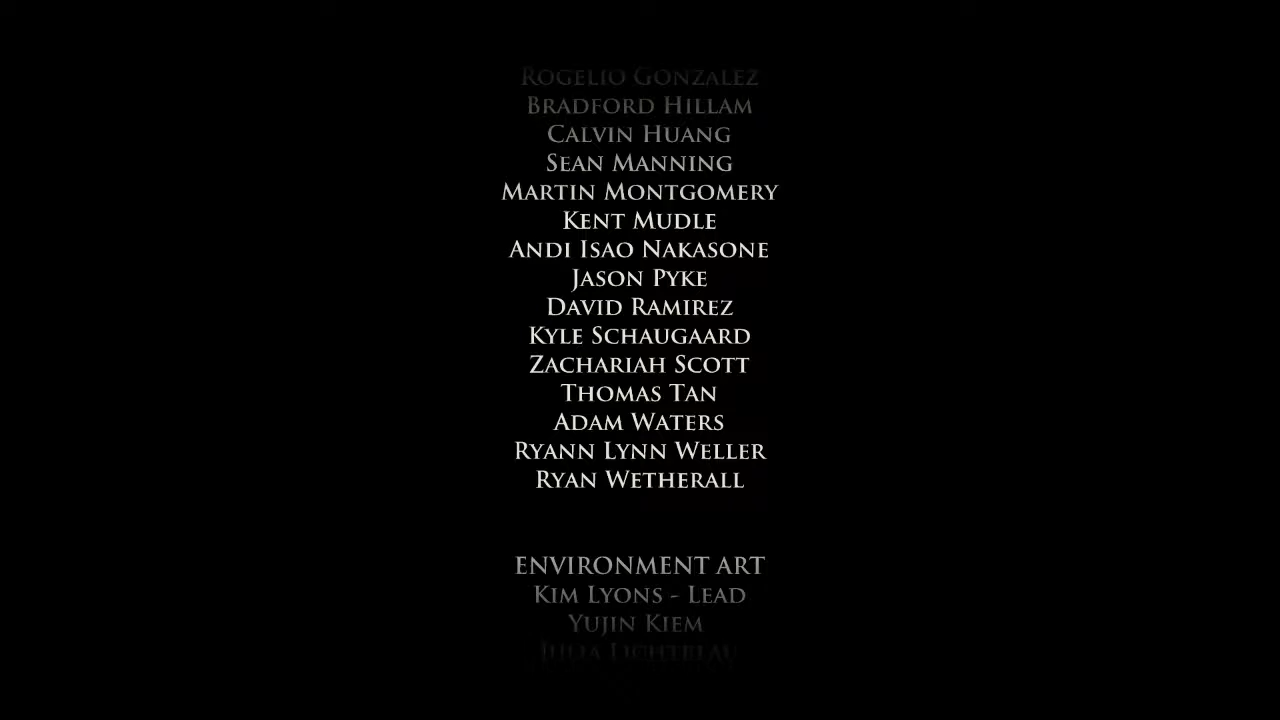 Rogelio Gonzalez
Bradford Hillam
Calvin Huang
Sean Manning
Martin Montgomery
Kent Mudle
Andi Isao Nakasone
Jason Pyke
David Ramirez
Kyle Schaugaard
Zachariah Scott
Thomas Tan
Adam Waters
Ryann Lynn Weller
Ryan Wetherall
ENVIRONMENT ART
Kim Lyons - Lead
Yujin Kiem
Julia Lichtblau